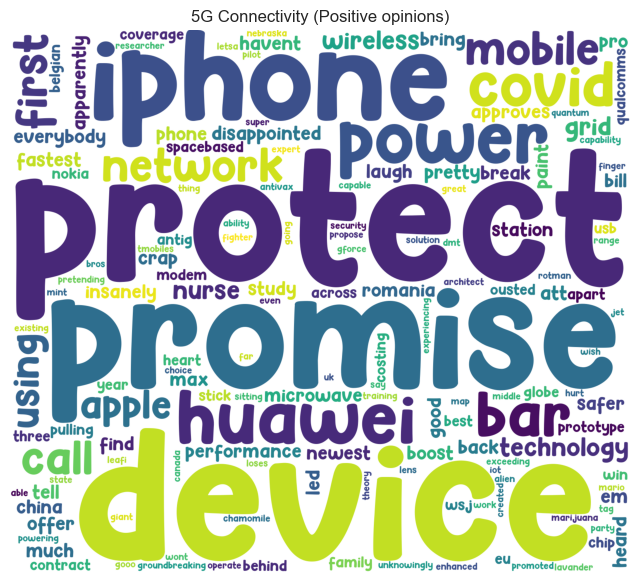 5G Connectivity (Positive opinions)
nebraska
coverage
researcher
letsa
pilot
havent
wireless
bring
pro
first
belgian
apparently
iphone
mobile
qualcomms
covid
everybody
super
phone
disappointed
power
approves
quantum
grid
capability
spacebased
expert
fastest
nokia
network
laugh
pretty
break
paint
finger
bill
thing
antivax
capable
great
protect
antig
crap
ability
fighter
going
security
propose
gforce
solution
dmt
station
usb
range
tmobiles
bros
pretending
modem
architect
rotman
mint
insanely
nurse
study
even
across
romania
ousted
att
apart
existing
promise
experiencing
jet
using
far
uk
wish
heart
choice
costing
year
max
stick
sitting
microwave
training
say
good
map
middle
globe
hurt
safer
apple
huawei
best
bar
prototype
three
pulling
call
find
performance
newest
boost
back
technology
leafi
canada
loses
lens
exceeding
iot
alien
win
state
able
tell
device
led
theory
created
mario
china
giant
chamomile
wsj
work
marijuana
em
tag
offer
powering
party
heard
much
wont
eu
chip
contract
gooo
groundbreaking
operate
behind
family
unknowingly
enhanced
promoted
lavander